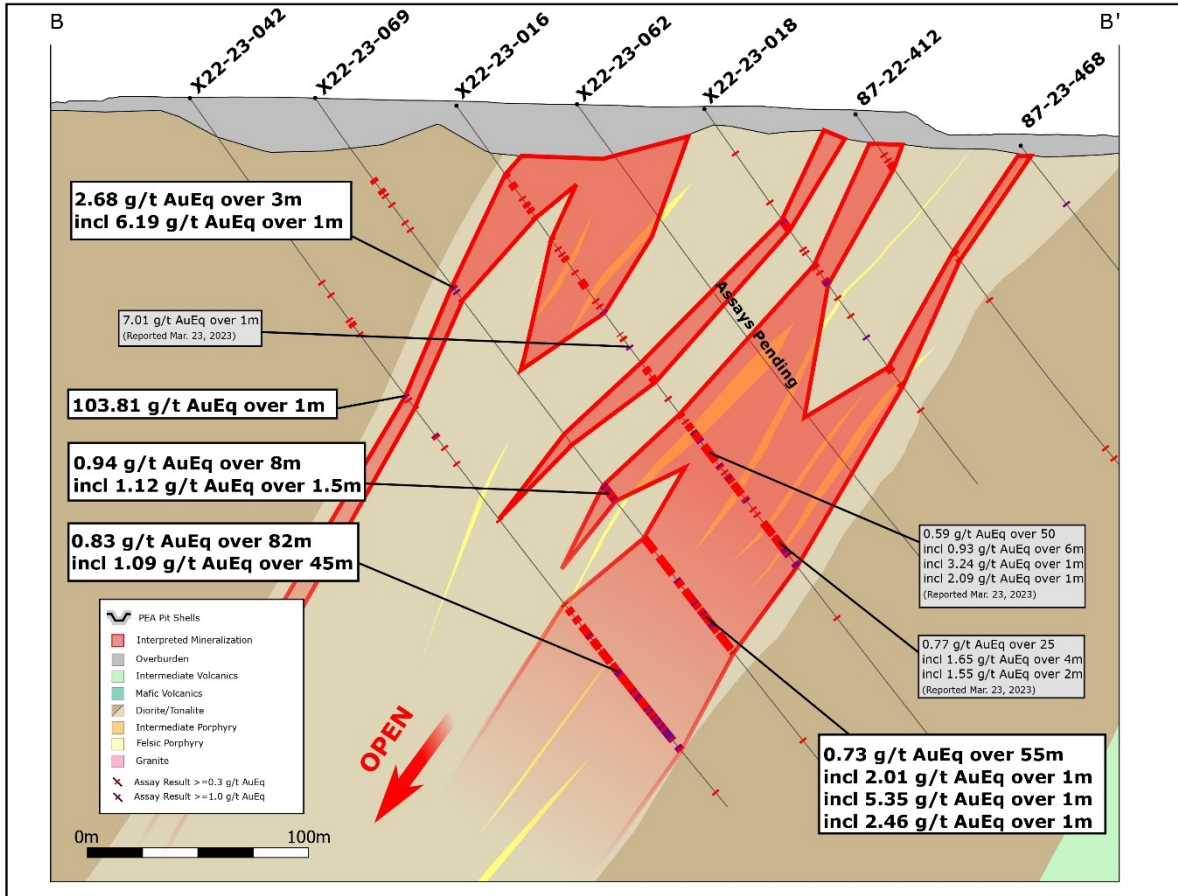 B
B'
X22-23-042
X22-23-069
X22-23-016
X22-23-062
X22-23-018
87-22-412
87-23-468
2.68 g/t AuEq over 3m
incl 6.19 g/t AuEq over 1m
7.01 g/t AuEq over 1m
(Reported Mar. 23, 2023)
103.81 g/t AuEq over 1m
0.94 g/t AuEq over 8m
incl 1.12 g/t AuEq over 1.5m
0.83 g/t AuEq over 82m
incl 1.09 g/t AuEq over 45m
Assays Pending
0.59 g/t AuEq over 50
incl 0.93 g/t AuEq over 6m
incl 3.24 g/t AuEq over 1m
incl 2.09 g/t AuEq over 1m
(Reported Mar. 23, 2023)
0.77 g/t AuEq over 25
incl 1.65 g/t AuEq over 4m
incl 1.55 g/t AuEq over 2m
(Reported Mar. 23, 2023)
0.73 g/t AuEq over 55m
incl 2.01 g/t AuEq over 1m
incl 5.35 g/t AuEq over 1m
incl 2.46 g/t AuEq over 1m
PEA Pit Shells
Interpreted Mineralization
Overburden
Intermediate Volcanics
Mafic Volcanics
Diorite/Tonalite
Intermediate Porphyry
Felsic Porphyry
Granite
Assay Result >=0.3 g/t AuEq
Assay Result >=1.0 g/t AuEq
OPEN
0m
100m